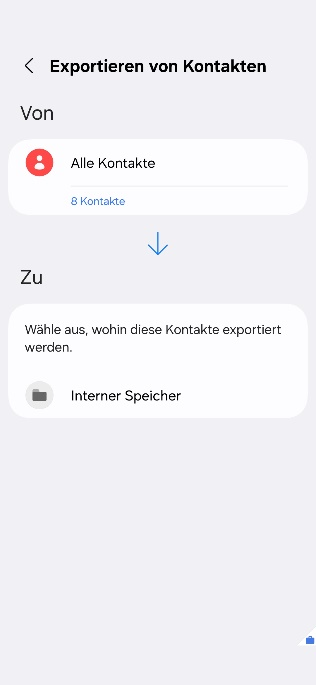 Exportieren von Kontakten
Von
Alle Kontakte
8 Kontakte
Zu
Wähle aus, wohin diese Kontakte exportiert
werden.
Interner Speicher